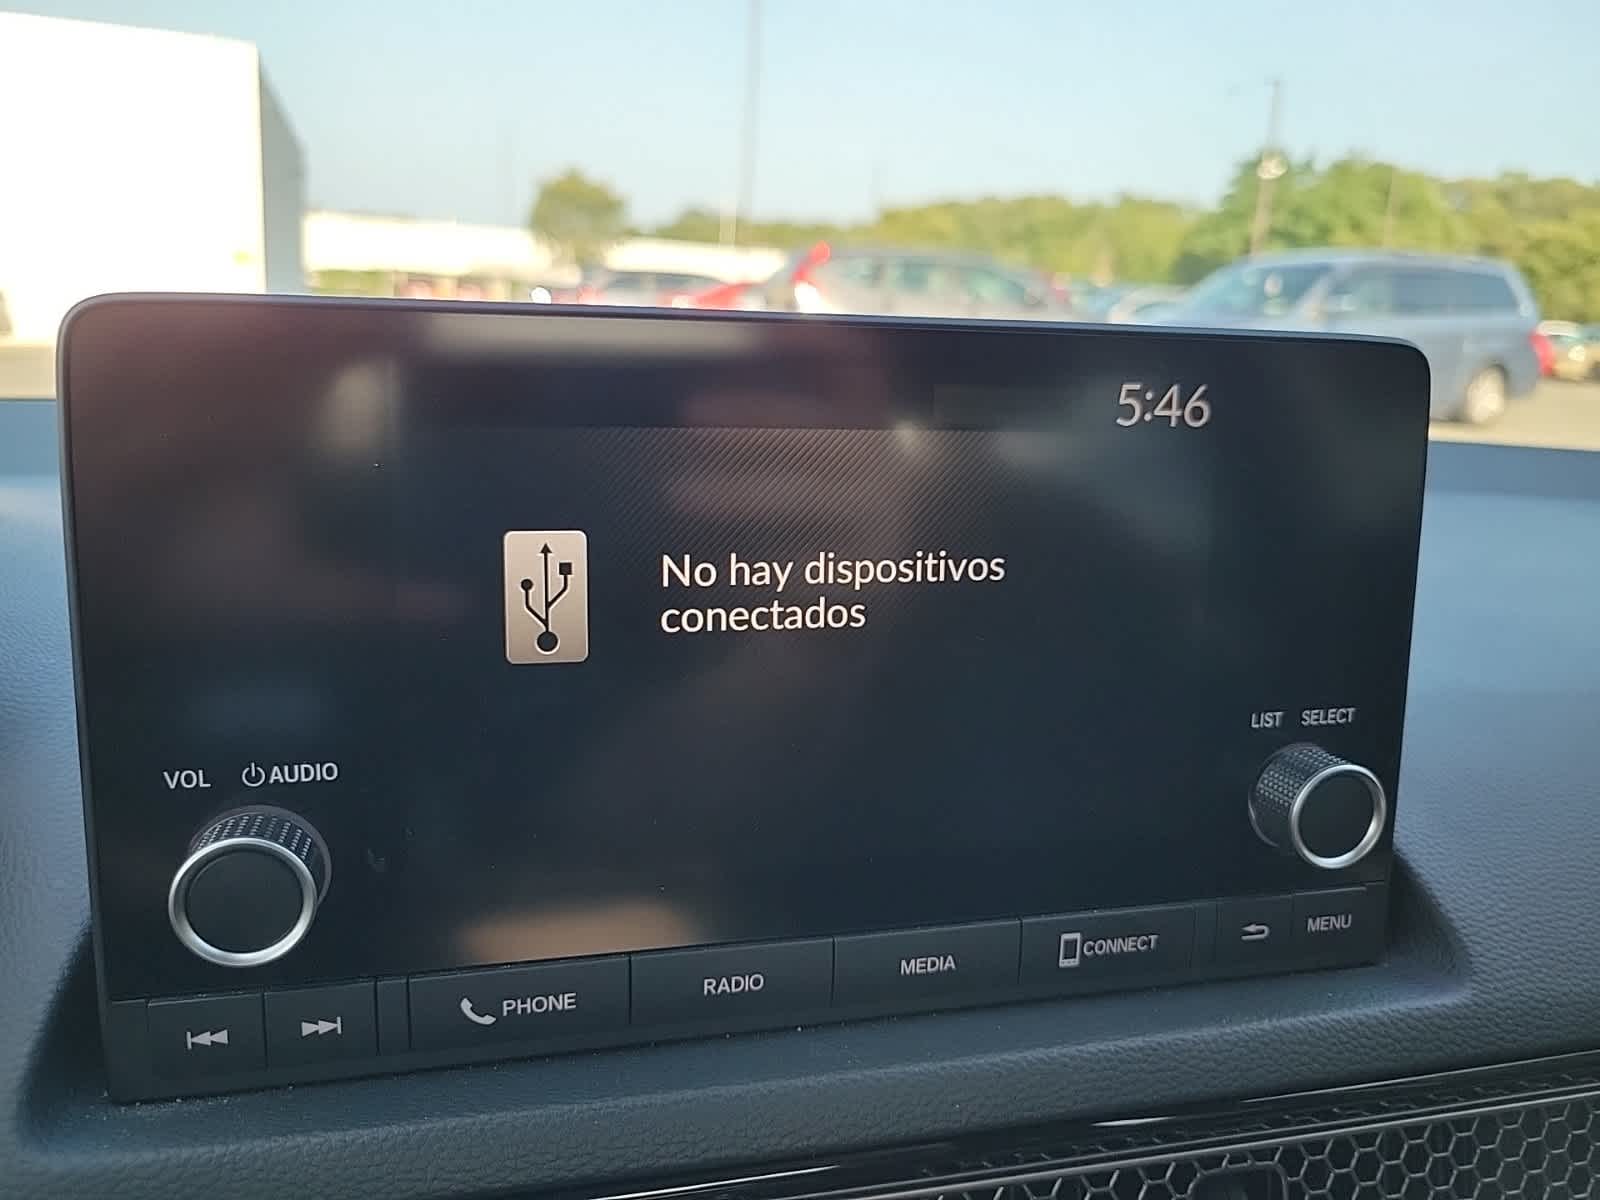 5:46
No hay dispositivos
conectados
LIST SELECT
VOL AUDIO
PHONE
RADIO
MEDIA
CONNECT
MENU